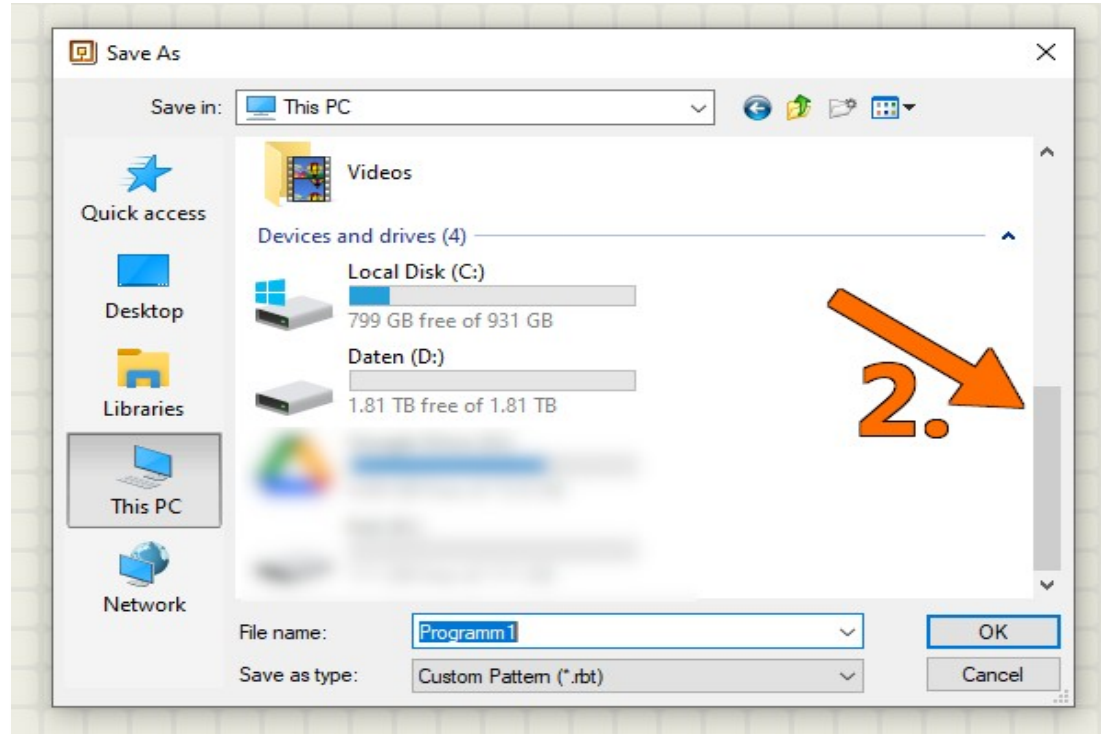 Save As
Save in:
This PC
Quick access
Desktop
Libraries
This PC
Network
Videos
Devices and drives (4)
Local Disk (C:)
799 GB free of 931 GB
Daten (D:)
1.81 TB free of 1.81 TB
2.
File name:
Programm1
OK
Save as type:
Custom Pattern (*.rbt)
Cancel